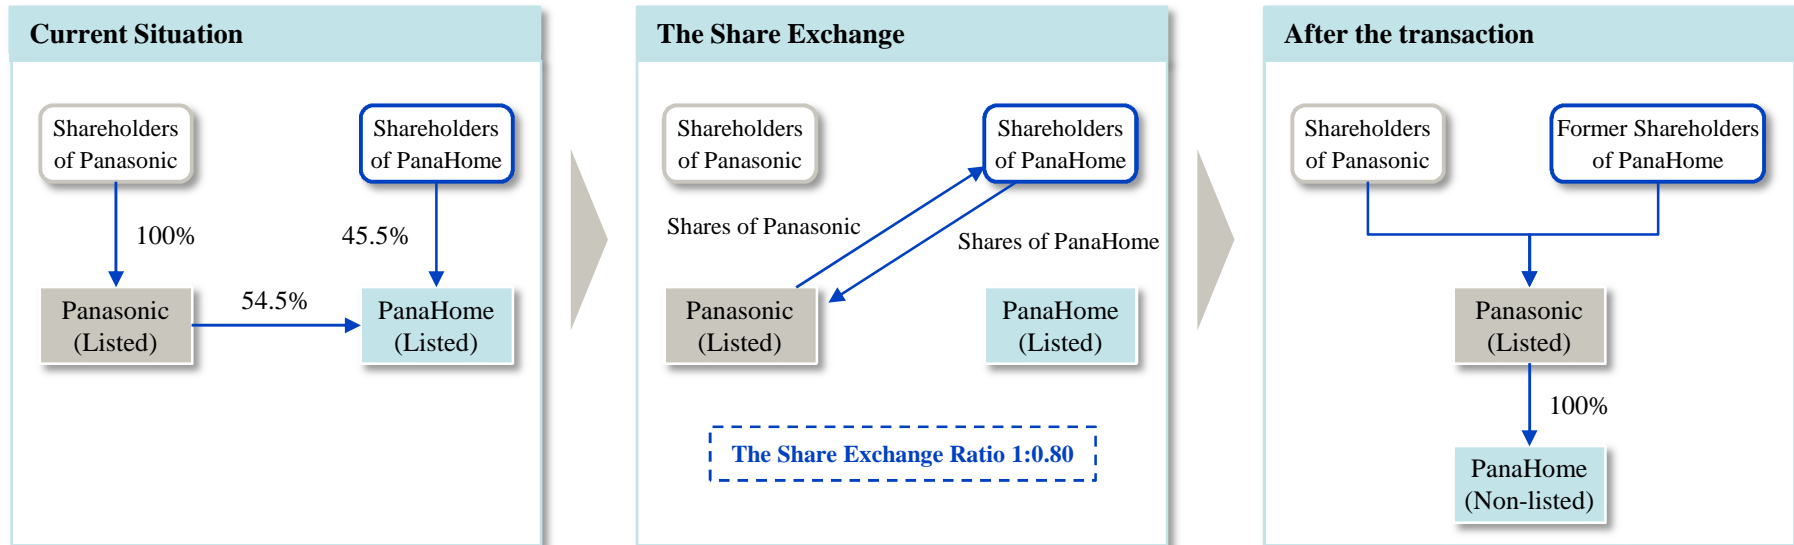 Current Situation
Shareholders
of Panasonic
Shareholders
of PanaHome
100%
45.5%
54.5%
Panasonic
(Listed)
PanaHome
(Listed)
The Share Exchange
Shareholders
of Panasonic
Shareholders
of PanaHome
Shares of Panasonic
Shares of PanaHome
Panasonic
(Listed)
PanaHome
(Listed)
The Share Exchange Ratio 1:0.80
After the transaction
Shareholders
of Panasonic
Former Shareholders
of PanaHome
Panasonic
(Listed)
100%
PanaHome
(Non-listed)